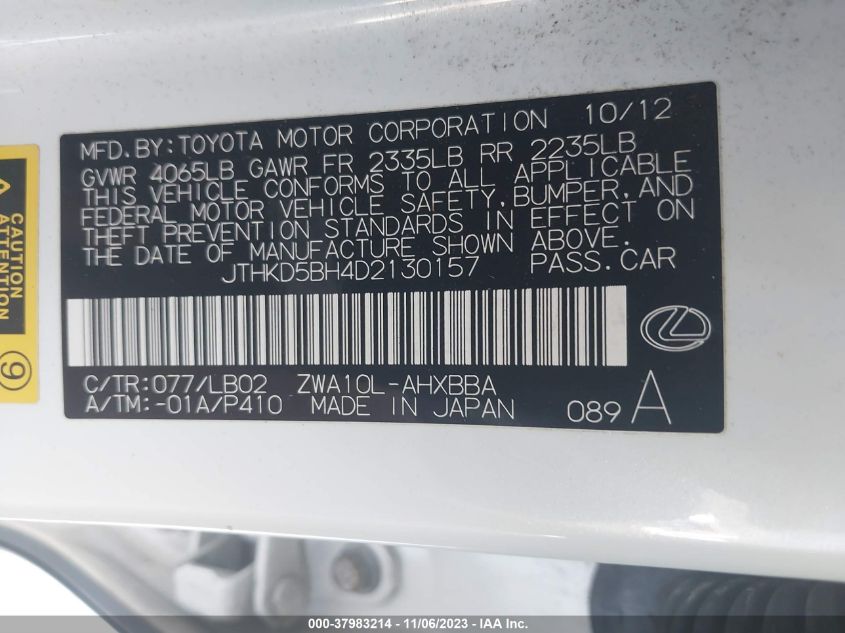 MFD. BY: TOYOTA MOTOR CORPORATION 10/12
GVWR 4065LB GAWR FR 2335LB RR 2235LB
THIS VEHICLE CONFORMS TO ALL APPLICABLE
FEDERAL MOTOR VEHICLE SAFETY, BUMPER, AND
THEFT PREVENTION STANDARDS IN EFFECT ON
THE DATE OF MANUFACTURE SHOWN ABOVE.
JTHKD5BH4D2130157 PASS. CAR
C/TR: 077/LB02 ZWA10L-AHXBBA
A/TM: -01A/P410 MADE IN JAPAN 089 A
CAUTION
ATTENTION
9
000-37983214 - 11/06/2023 - IAA Inc.